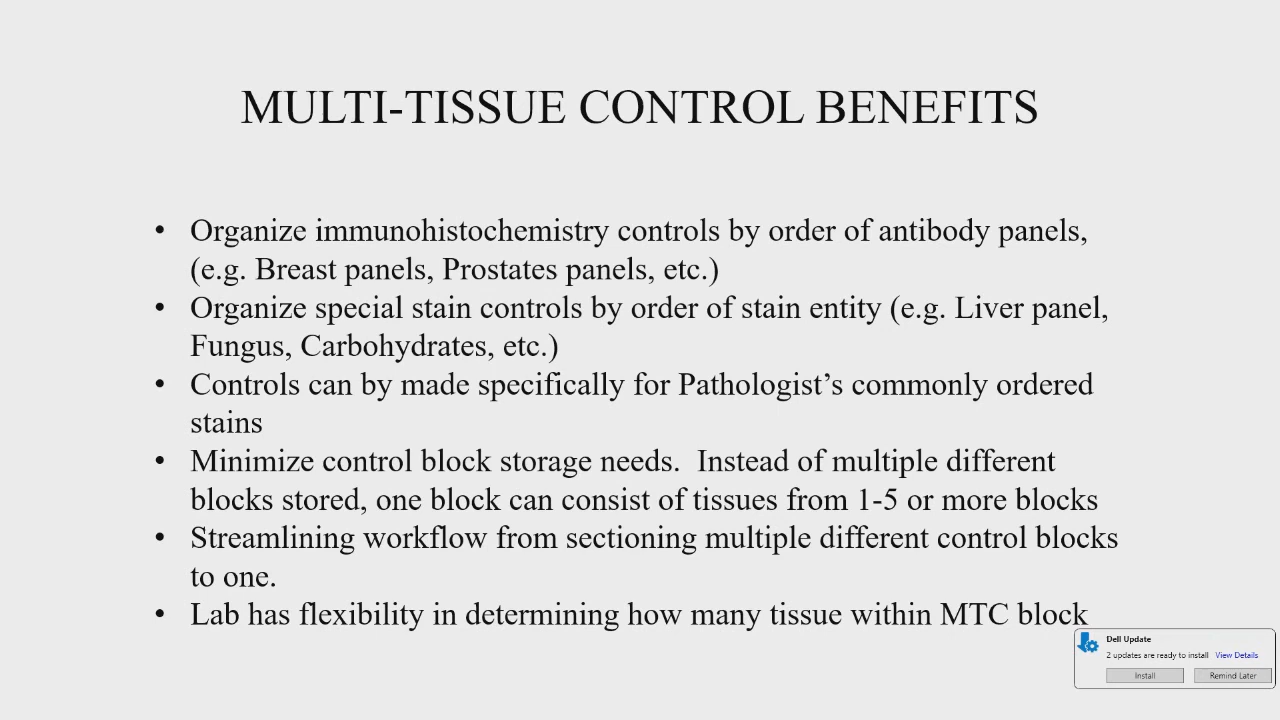 MULTI-TISSUE CONTROL BENEFITS
• Organize immunohistochemistry controls by order of antibody panels,
(e.g. Breast panels, Prostates panels, etc.)
• Organize special stain controls by order of stain entity (e.g. Liver panel,
Fungus, Carbohydrates, etc.)
• Controls can by made specifically for Pathologist’s commonly ordered
stains
• Minimize control block storage needs.  Instead of multiple different
blocks stored, one block can consist of tissues from 1-5 or more blocks
• Streamlining workflow from sectioning multiple different control blocks
to one.
• Lab has flexibility in determining how many tissue within MTC block
Dell Update
2 updates are ready to install View Details
Install Remind Later